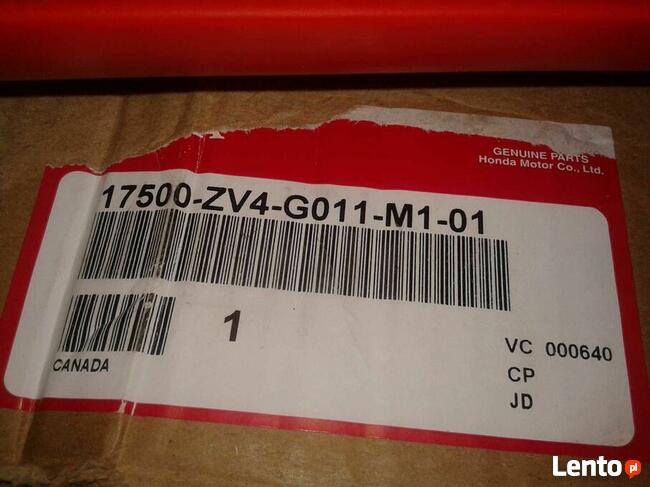 GENUINE PARTS
Honda Motor Co., Ltd.
17500-ZV4-G011-M1-01
1
VC 000640
CANADA
CP
JD
Lento.pl